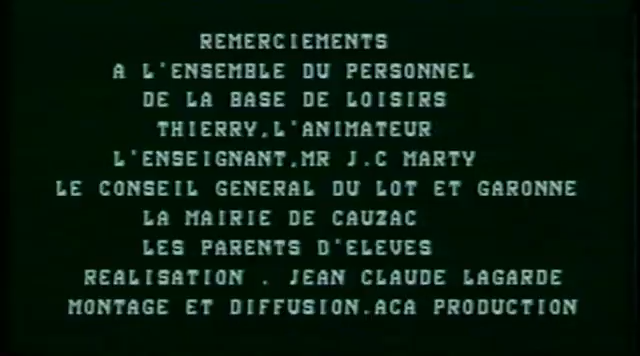 REMERCIEMENTS
A L'ENSEMBLE DU PERSONNEL
DE LA BASE DE LOISIRS
THIERRY,L'ANIMATEUR
L'ENSEIGNANT,MR J.C MARTY
LE CONSEIL GENERAL DU LOT ET GARONNE
LA MAIRIE DE CAUZAC
LES PARENTS D'ELEVES
REALISATION . JEAN CLAUDE LAGARDE
MONTAGE ET DIFFUSION.ACA PRODUCTION